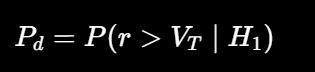 P_d = P(r > V_T | H_1)